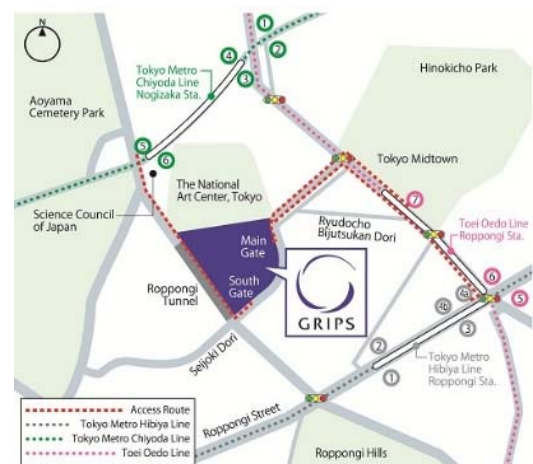 N
1
2
4
3
Tokyo Metro
Chiyoda Line
Nogizaka Sta.
Hinokicho Park
Aoyama
Cemetery Park
5
6
Tokyo Midtown
The National
Art Center, Tokyo
Science Council
of Japan
7
Ryudocho
Bijutsukan Dori
Toei Oedo Line
Roppongi Sta.
Main
Gate
South
Gate
Roppongi
Tunnel
GRIPS
6
5
4a
4b
3
2
1
Seijoki Dori
Tokyo Metro
Hibiya Line
Roppongi Sta.
Access Route
Tokyo Metro Hibiya Line
Tokyo Metro Chiyoda Line
Toei Oedo Line
Roppongi Street
Roppongi Hills